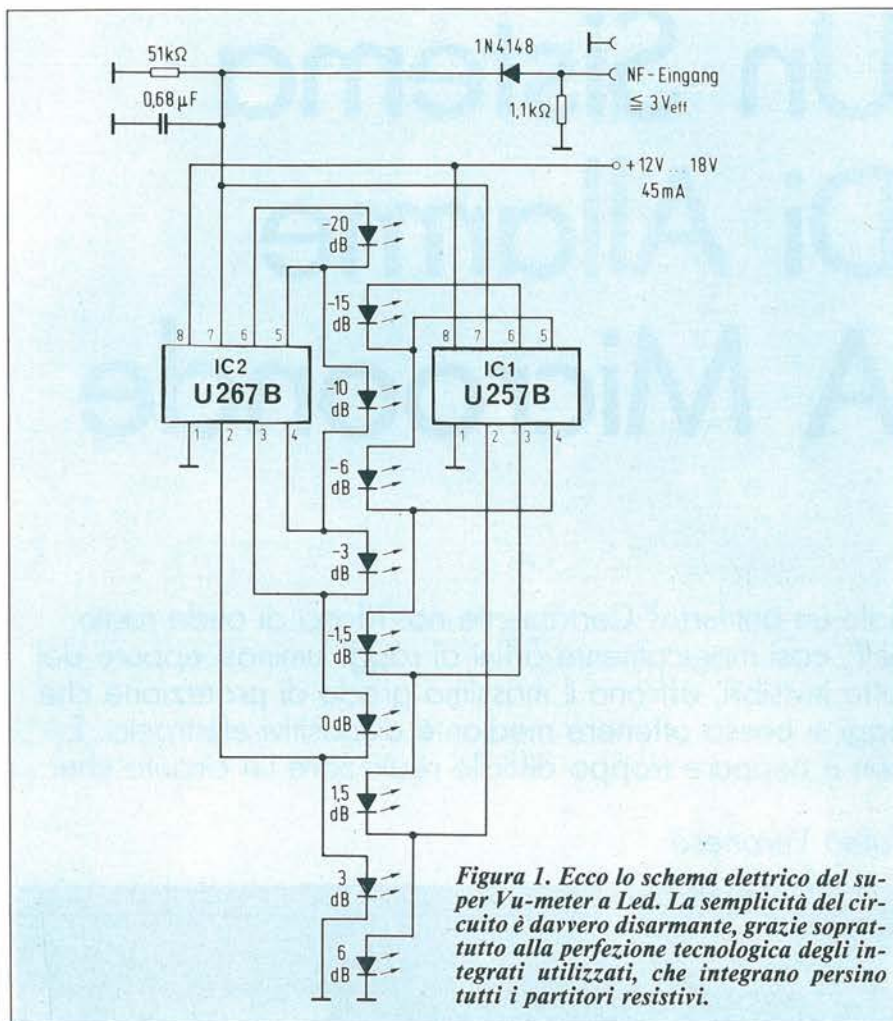 51kΩ
0,68µF
1N4148
NF-Eingang
≦ 3Veff
1,1kΩ
+12V ... 18V
45mA
-20
dB
-15
dB
8 7 6 5
IC2
U267B
1 2 3 4
-10
dB
8 7 6 5
IC1
U257B
1 2 3 4
-6
dB
-3
dB
-1,5
dB
0dB
1,5
dB
3
dB
6
dB
Figura 1. Ecco lo schema elettrico del su-
per Vu-meter a Led. La semplicità del cir-
cuito è davvero disarmante, grazie soprat-
tutto alla perfezione tecnologica degli in-
tegrati utilizzati, che integrano persino
tutti i partitori resistivi.